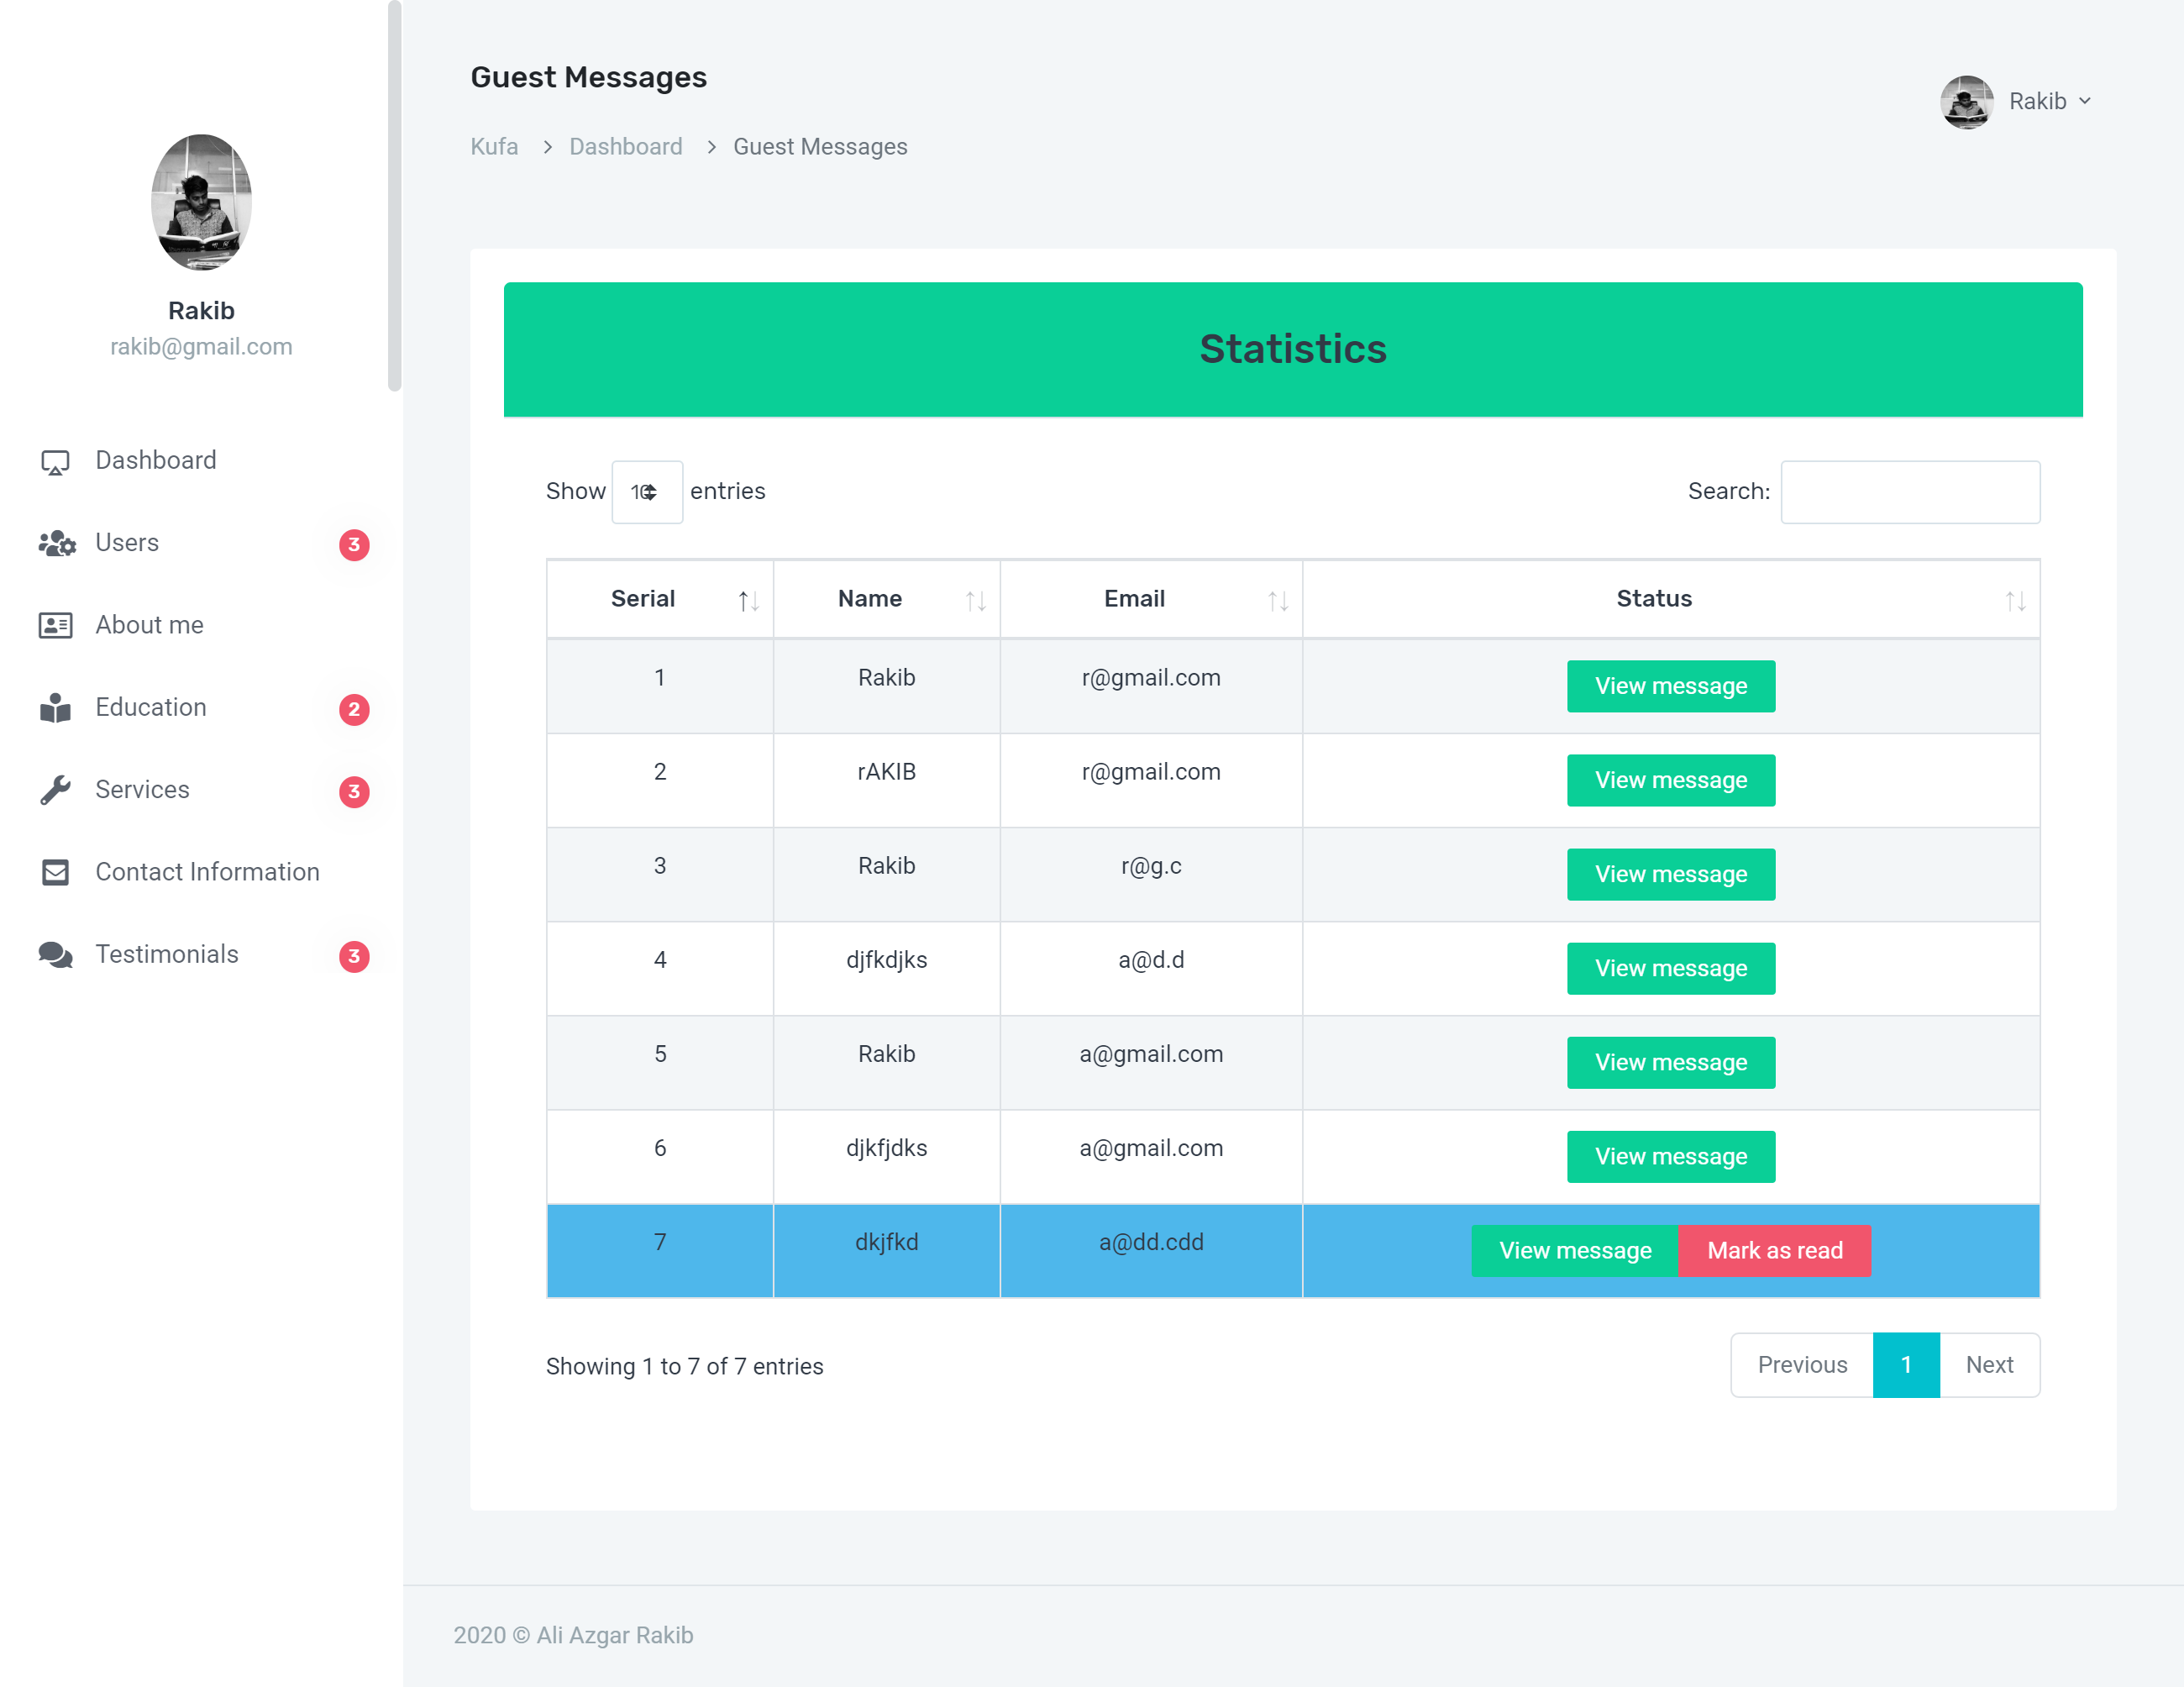 Guest Messages
Rakib
Kufa > Dashboard > Guest Messages
Rakib
rakib@gmail.com
Dashboard
Users 3
About me
Education 2
Services 3
Contact Information
Testimonials 3
Statistics
Show 10 entries
Search:
Serial Name Email Status
1 Rakib r@gmail.com View message
2 rAKIB r@gmail.com View message
3 Rakib r@g.c View message
4 djfkdjks a@d.d View message
5 Rakib a@gmail.com View message
6 djkfjdks a@gmail.com View message
7 dkjfkd a@dd.cdd View message Mark as read
Showing 1 to 7 of 7 entries
Previous 1 Next
2020 © Ali Azgar Rakib